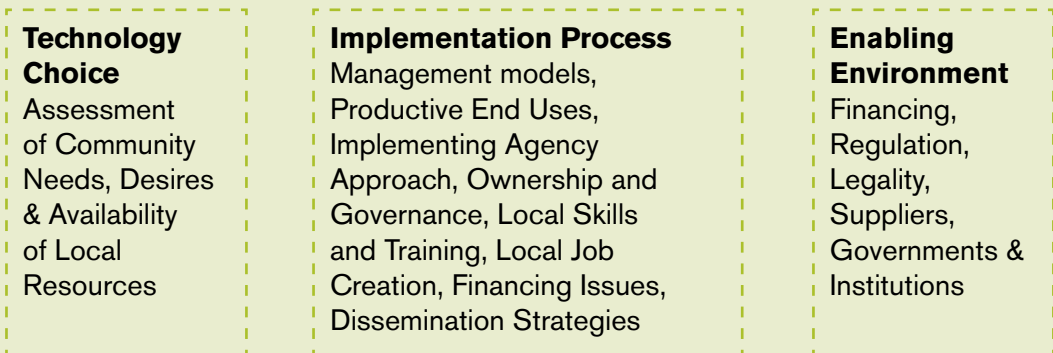 Technology
Choice
Assessment
of Community
Needs, Desires
& Availability
of Local
Resources
Implementation Process
Management models,
Productive End Uses,
Implementing Agency
Approach, Ownership and
Governance, Local Skills
and Training, Local Job
Creation, Financing Issues,
Dissemination Strategies
Enabling
Environment
Financing,
Regulation,
Legality,
Suppliers,
Governments &
Institutions